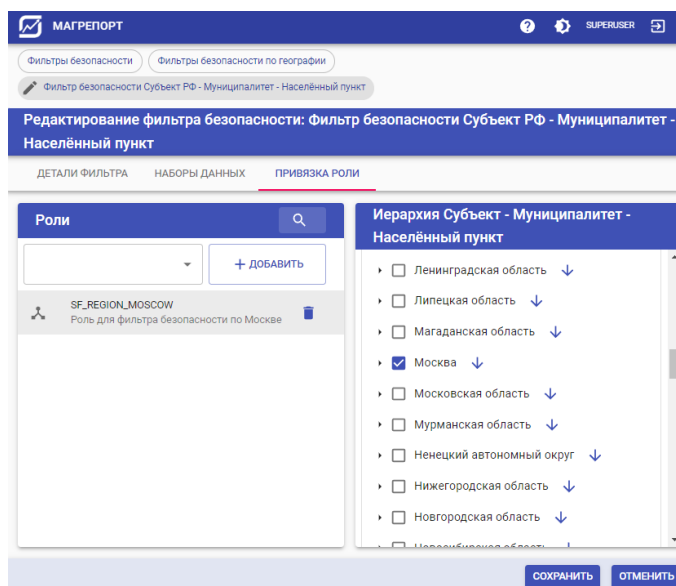 МАГРЕПОРТ
SUPERUSER
Фильтры безопасности
Фильтры безопасности по географии
Фильтр безопасности Субъект РФ - Муниципалитет - Населённый пункт
Редактирование фильтра безопасности: Фильтр безопасности Субъект РФ - Муниципалитет -
Населённый пункт
ДЕТАЛИ ФИЛЬТРА
НАБОРЫ ДАННЫХ
ПРИВЯЗКА РОЛИ
Роли
+ ДОБАВИТЬ
SF_REGION_MOSCOW
Роль для фильтра безопасности по Москве
Иерархия Субъект - Муниципалитет -
Населённый пункт
Ленинградская область
Липецкая область
Магаданская область
Москва
Московская область
Мурманская область
Ненецкий автономный округ
Нижегородская область
Новгородская область
СОХРАНИТЬ
ОТМЕНИТЬ